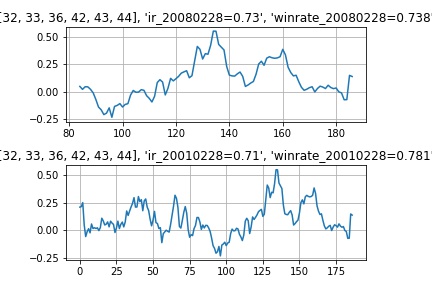 [32, 33, 36, 42, 43, 44], 'ir_20080228=0.73', 'winrate_20080228=0.738'
0.50
0.25
0.00
−0.25
80 100 120 140 160 180
[32, 33, 36, 42, 43, 44], 'ir_20010228=0.71', 'winrate_20010228=0.781'
0.50
0.25
0.00
−0.25
0 25 50 75 100 125 150 175